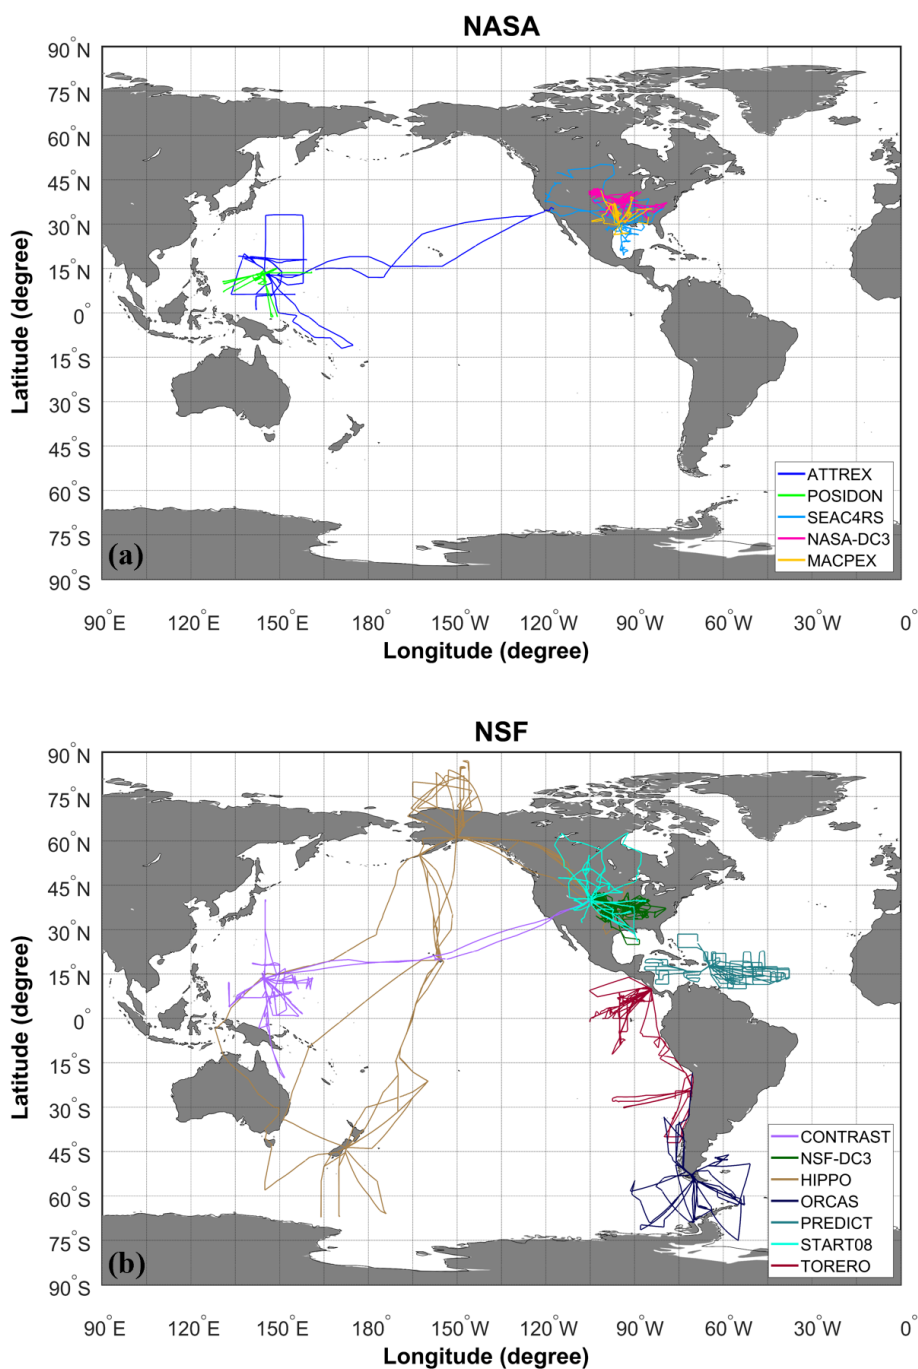 NASA
90°N
75°N
60°N
45°N
30°N
15°N
0°
15°S
30°S
45°S
60°S
75°S
90°S
Latitude (degree)
(a)
ATTREX
POSIDON
SEAC4RS
NASA-DC3
MACPEX
90°E 120°E 150°E 180° 150°W 120°W 90°W 60°W 30°W 0°
Longitude (degree)
NSF
90°N
75°N
60°N
45°N
30°N
15°N
0°
15°S
30°S
45°S
60°S
75°S
90°S
Latitude (degree)
(b)
CONTRAST
NSF-DC3
HIPPO
ORCAS
PREDICT
START08
TORERO
90°E 120°E 150°E 180° 150°W 120°W 90°W 60°W 30°W 0°
Longitude (degree)